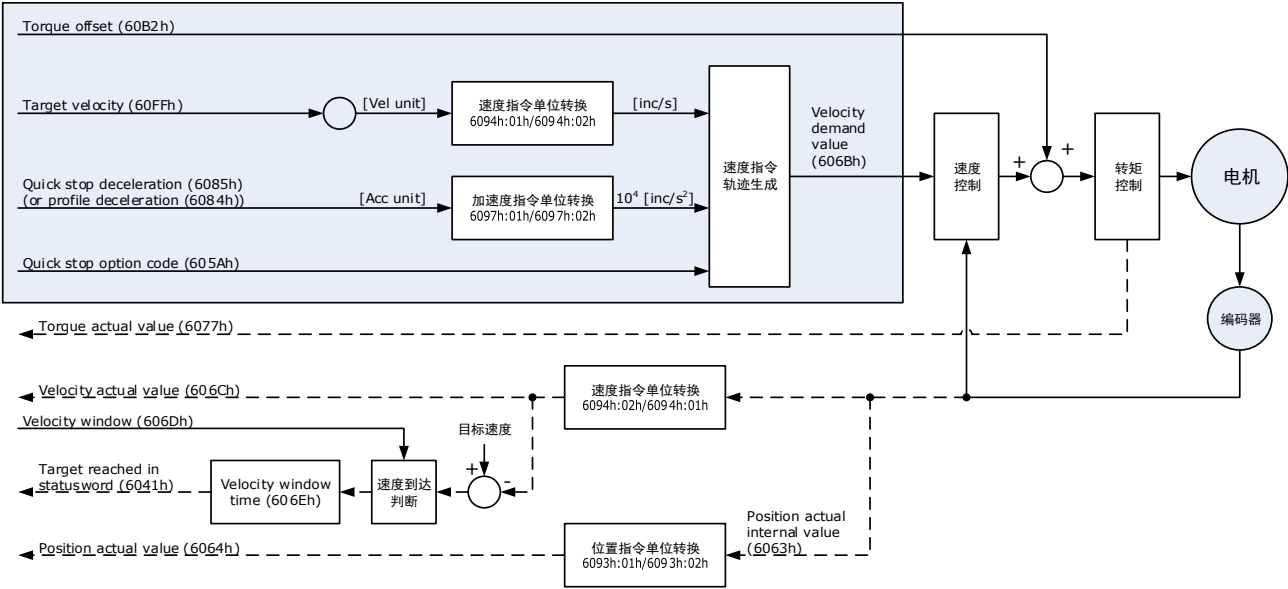 Torque offset (60B2h)
Target velocity (60FFh)
[Vel unit]
速度指令单位转换
6094h:01h/6094h:02h
[inc/s]
Quick stop deceleration (6085h)
(or profile deceleration (6084h))
[Acc unit]
加速度指令单位转换
6097h:01h/6097h:02h
10⁴ [inc/s²]
Quick stop option code (605Ah)
速度指令
轨迹生成
Velocity
demand
value
(606Bh)
速度
控制
+
+
转矩
控制
电机
编码器
Torque actual value (6077h)
Velocity actual value (606Ch)
速度指令单位转换
6094h:02h/6094h:01h
Velocity window (606Dh)
目标速度
+
-
Target reached in
statusword (6041h)
Velocity window
time (606Eh)
速度到达
判断
Position actual
internal value
(6063h)
Position actual value (6064h)
位置指令单位转换
6093h:01h/6093h:02h